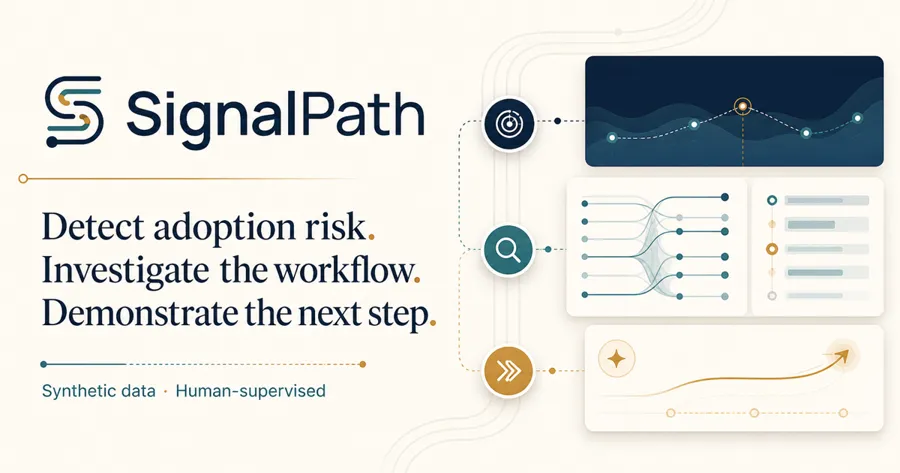 SignalPath
Detect adoption risk.
Investigate the workflow.
Demonstrate the next step.
Synthetic data · Human-supervised